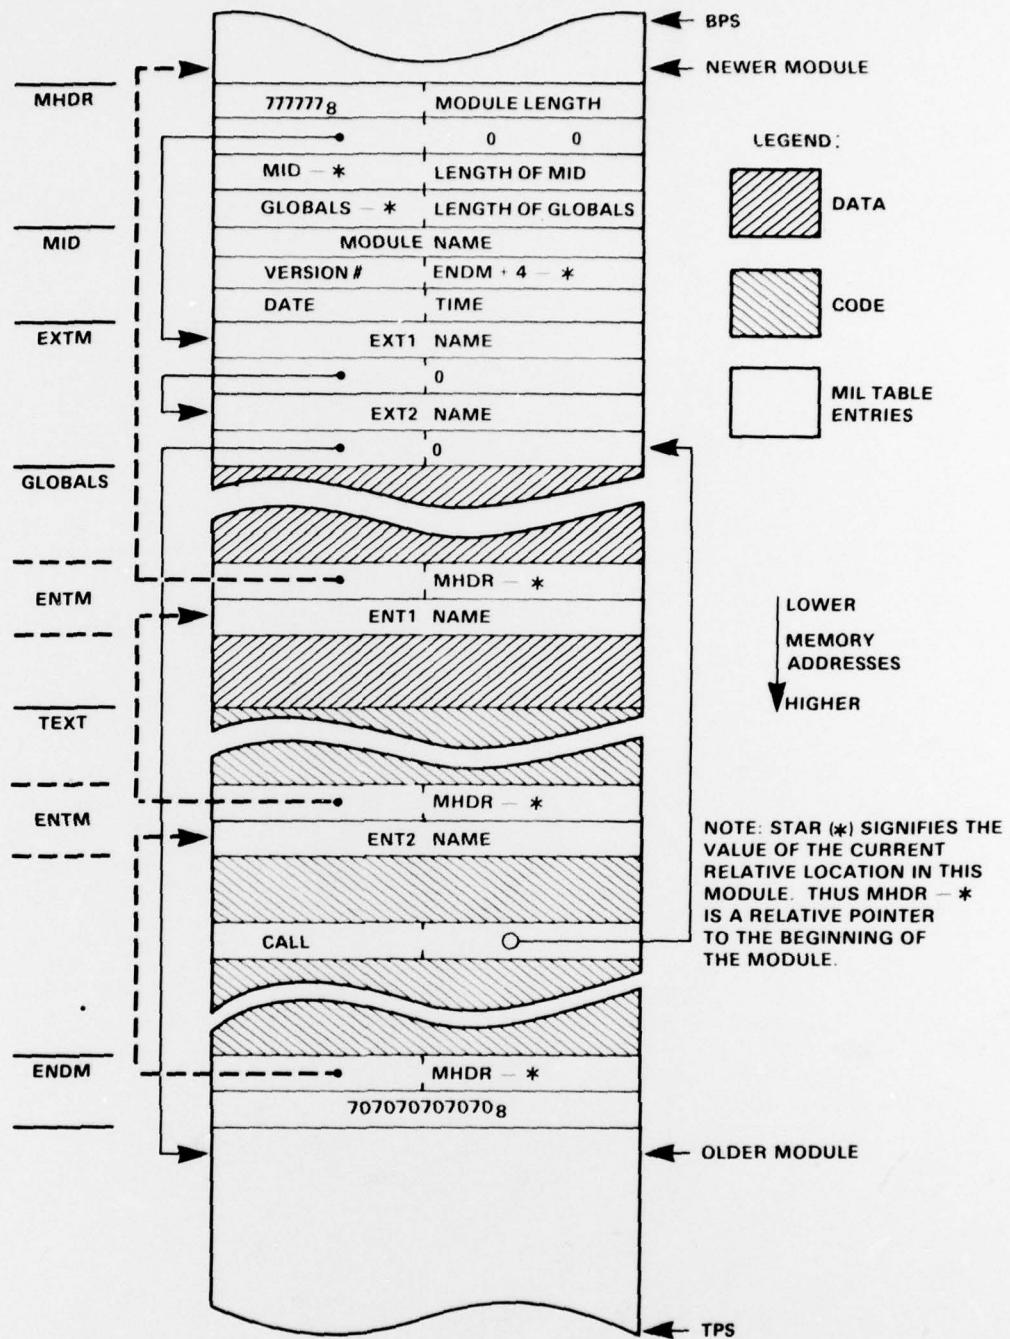 BPS
NEWER MODULE
MHDR
777777₈ MODULE LENGTH
0 0
MID — * LENGTH OF MID
GLOBALS — * LENGTH OF GLOBALS
MID
MODULE NAME
VERSION # ENDM + 4 — *
DATE TIME
EXTM
EXT1 NAME
0
EXT2 NAME
0
GLOBALS
MHDR — *
ENTM
ENT1 NAME
TEXT
MHDR — *
ENTM
ENT2 NAME
CALL
ENDM
MHDR — *
707070707070₈
OLDER MODULE
TPS
LEGEND:
DATA
CODE
MIL TABLE
ENTRIES
LOWER
MEMORY
ADDRESSES
HIGHER
NOTE: STAR (*) SIGNIFIES THE
VALUE OF THE CURRENT
RELATIVE LOCATION IN THIS
MODULE. THUS MHDR — *
IS A RELATIVE POINTER
TO THE BEGINNING OF
THE MODULE.